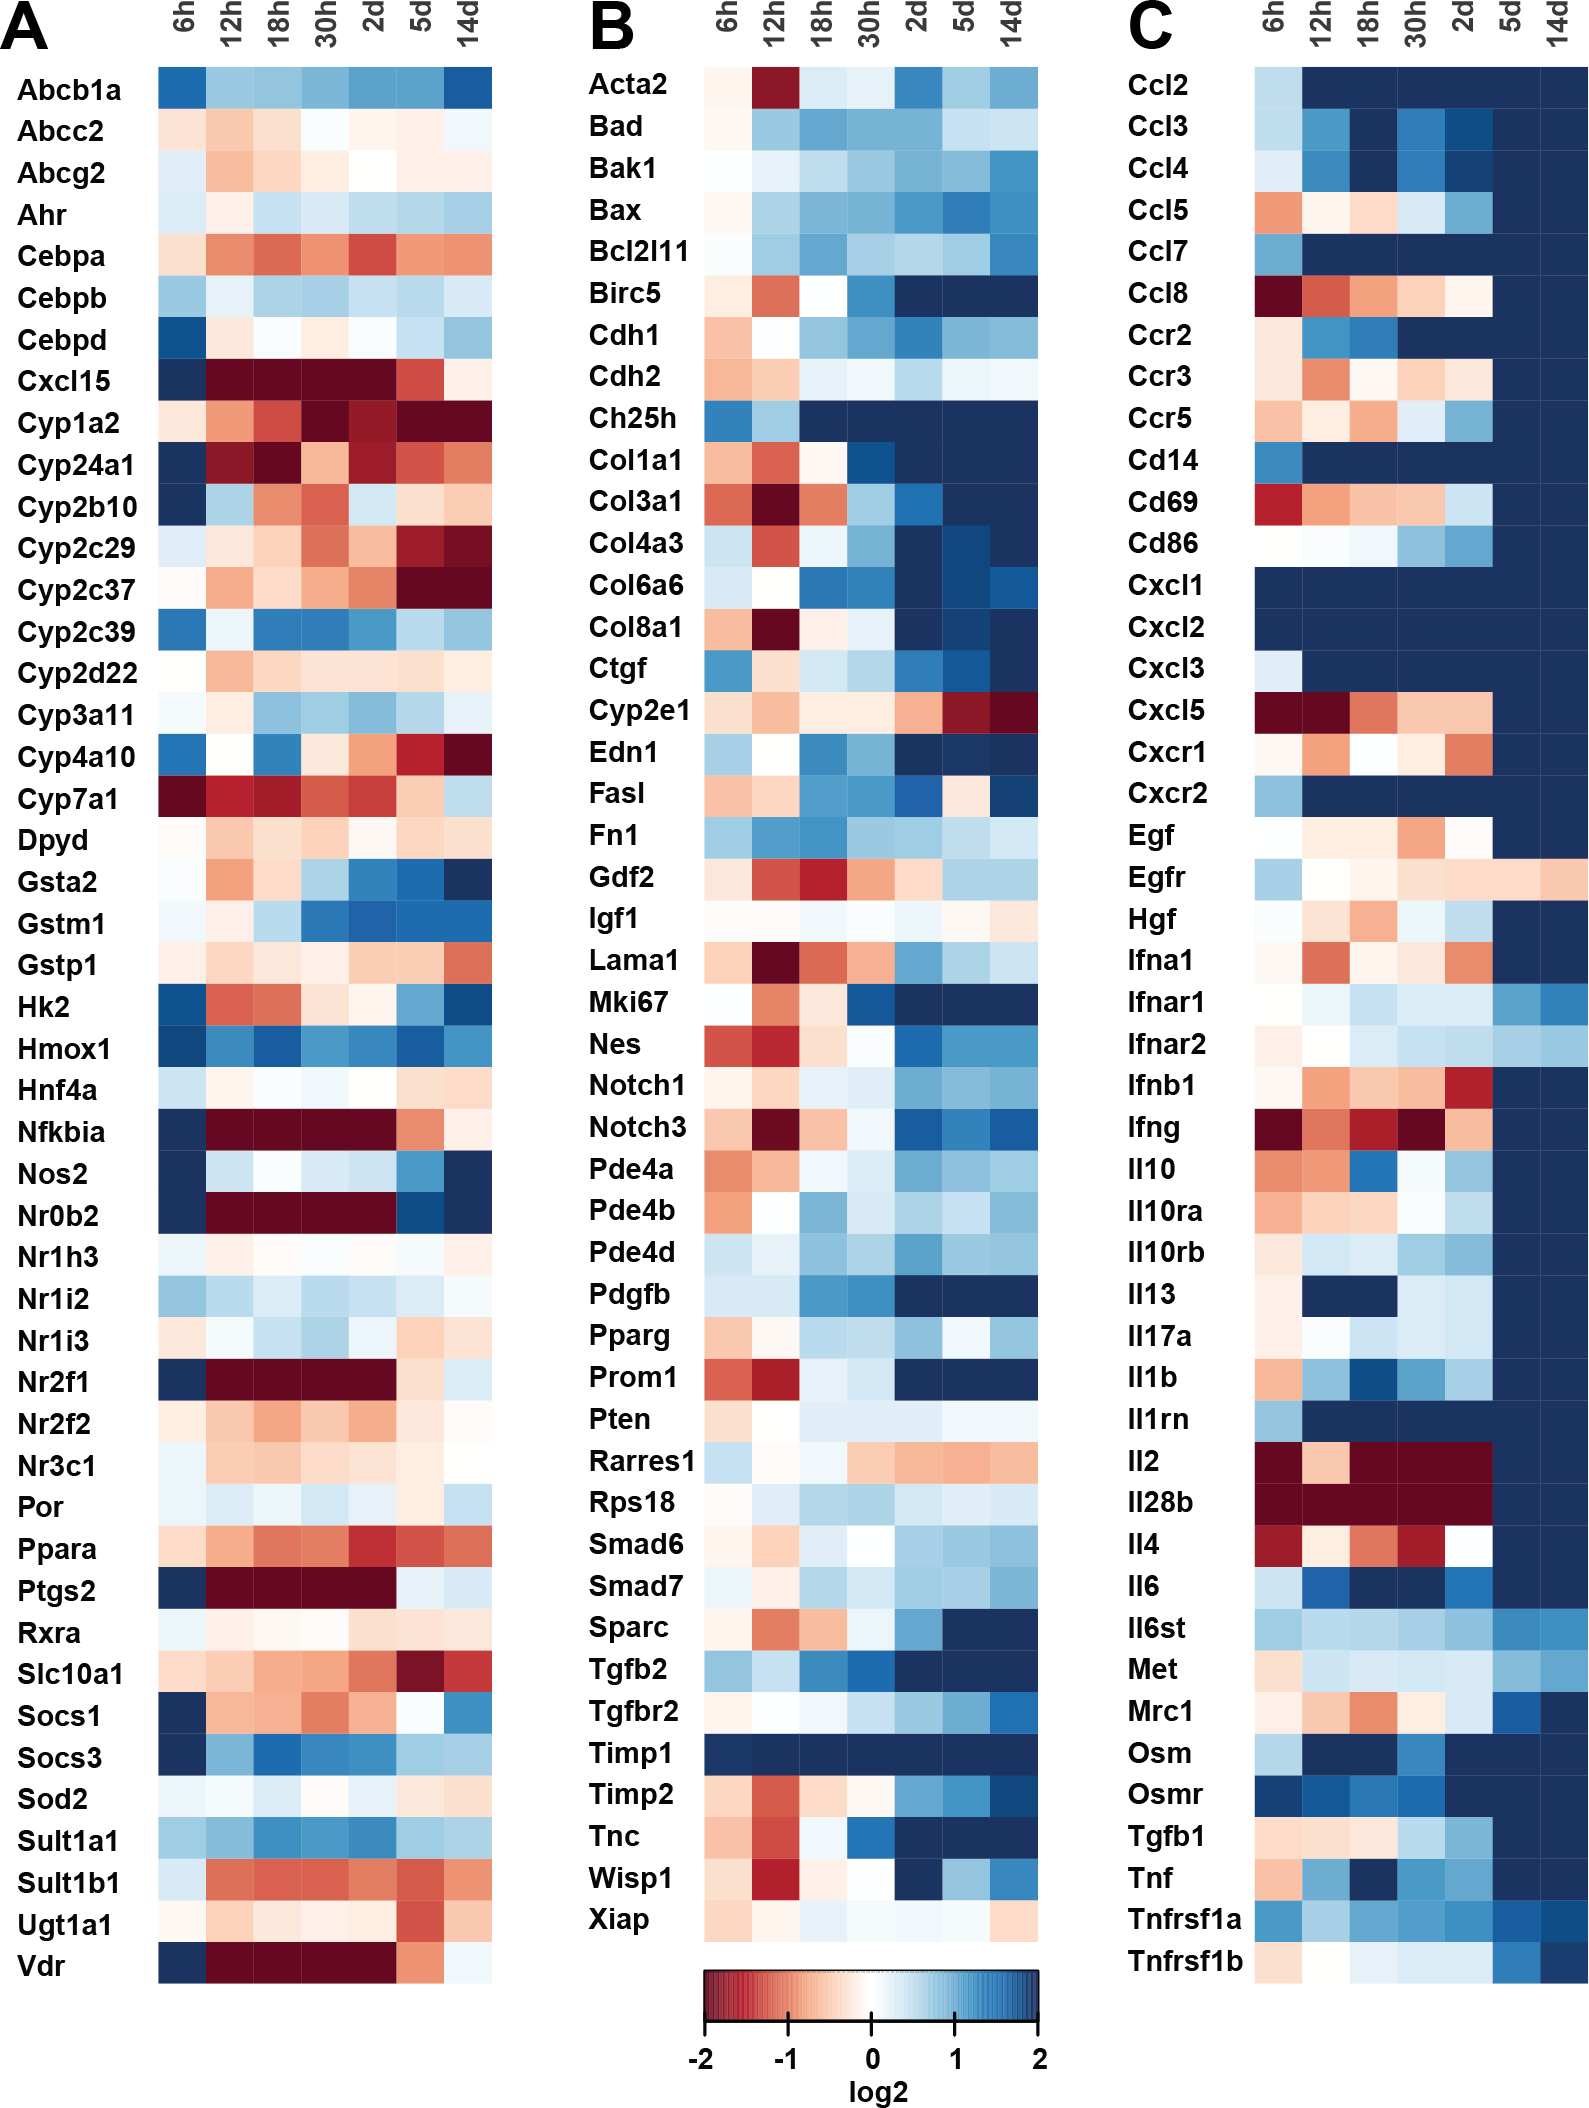 A 6h 12h 18h 30h 2d 5d 14d
Abcb1a
Abcc2
Abcg2
Ahr
Cebpa
Cebpb
Cebpd
Cxcl15
Cyp1a2
Cyp24a1
Cyp2b10
Cyp2c29
Cyp2c37
Cyp2c39
Cyp2d22
Cyp3a11
Cyp4a10
Cyp7a1
Dpyd
Gsta2
Gstm1
Gstp1
Hk2
Hmox1
Hnf4a
Nfkbia
Nos2
Nr0b2
Nr1h3
Nr1i2
Nr1i3
Nr2f1
Nr2f2
Nr3c1
Por
Ppara
Ptgs2
Rxra
Slc10a1
Socs1
Socs3
Sod2
Sult1a1
Sult1b1
Ugt1a1
Vdr
B 6h 12h 18h 30h 2d 5d 14d
Acta2
Bad
Bak1
Bax
Bcl2l11
Birc5
Cdh1
Cdh2
Ch25h
Col1a1
Col3a1
Col4a3
Col6a6
Col8a1
Ctgf
Cyp2e1
Edn1
Fasl
Fn1
Gdf2
Igf1
Lama1
Mki67
Nes
Notch1
Notch3
Pde4a
Pde4b
Pde4d
Pdgfb
Pparg
Prom1
Pten
Rarres1
Rps18
Smad6
Smad7
Sparc
Tgfb2
Tgfbr2
Timp1
Timp2
Tnc
Wisp1
Xiap
-2 -1 0 1 2
log2
C 6h 12h 18h 30h 2d 5d 14d
Ccl2
Ccl3
Ccl4
Ccl5
Ccl7
Ccl8
Ccr2
Ccr3
Ccr5
Cd14
Cd69
Cd86
Cxcl1
Cxcl2
Cxcl3
Cxcl5
Cxcr1
Cxcr2
Egf
Egfr
Hgf
Ifna1
Ifnar1
Ifnar2
Ifnb1
Ifng
Il10
Il10ra
Il10rb
Il13
Il17a
Il1b
Il1rn
Il2
Il28b
Il4
Il6
Il6st
Met
Mrc1
Osm
Osmr
Tgfb1
Tnf
Tnfrsf1a
Tnfrsf1b